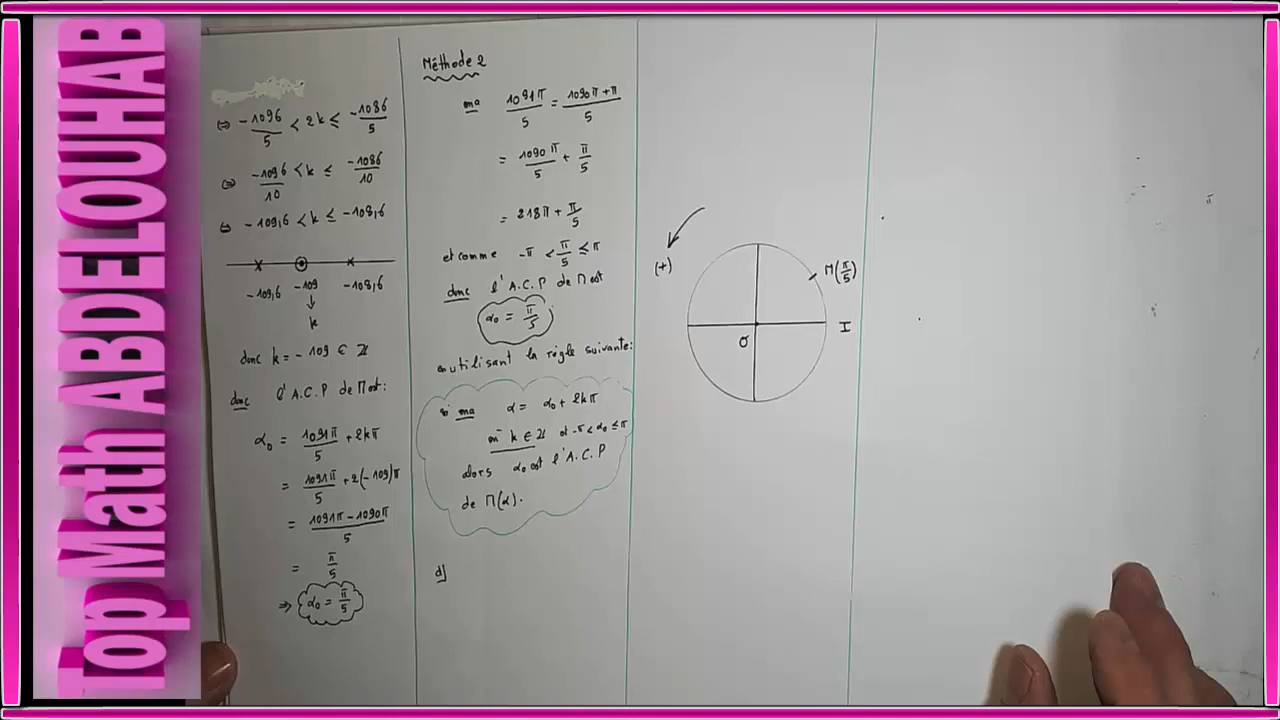 Top Math ABDELOUHAB
⇔ -1096/5 < 2k ≤ -1086/5
⇔ -1096/10 < k ≤ -1086/10
⇔ -109,6 < k ≤ -108,6
-109,6 -109 -108,6
↓
k
donc k = -109 ∈ ℤ
donc l'A.C.P de M est:
α₀ = 1091π/5 + 2kπ
= 1091π/5 + 2(-109)π
= 1091π - 1090π/5
= π/5
⇒ α₀ = π/5
Méthode 2
ma 1091π/5 = 1090π + π/5
= 1090π/5 + π/5
= 218π + π/5
et comme -π < π/5 ≤ π
donc l'A.C.P de M est
α₀ = π/5
en utilisant la règle suivante:
si ma α = α₀ + 2kπ
où k ∈ ℤ et -π < α₀ ≤ π
alors α₀ est l'A.C.P
de M(α).
d)
(+)
M(π/5)
O
I